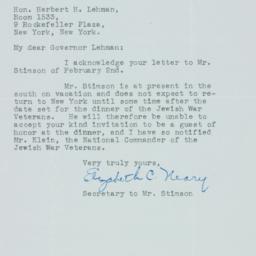 Hon. Herbert H. Lehman,
Room 1533,
9 Rockefeller Plaza,
New York, New York.
My dear Governor Lehman:
I acknowledge your letter to Mr.
Stimson of February 2nd.
Mr. Stimson is at present in the
south on vacation and does not expect to re-
turn to New York until some time after the
date set for the dinner of the Jewish War
Veterans. He will therefore be unable to
accept your kind invitation to be a guest of
honor at the dinner, and I have so notified
Mr. Klein, the National Commander of the
Jewish War Veterans.
Very truly yours,
Elizabeth C. Neary
Secretary to Mr. Stimson